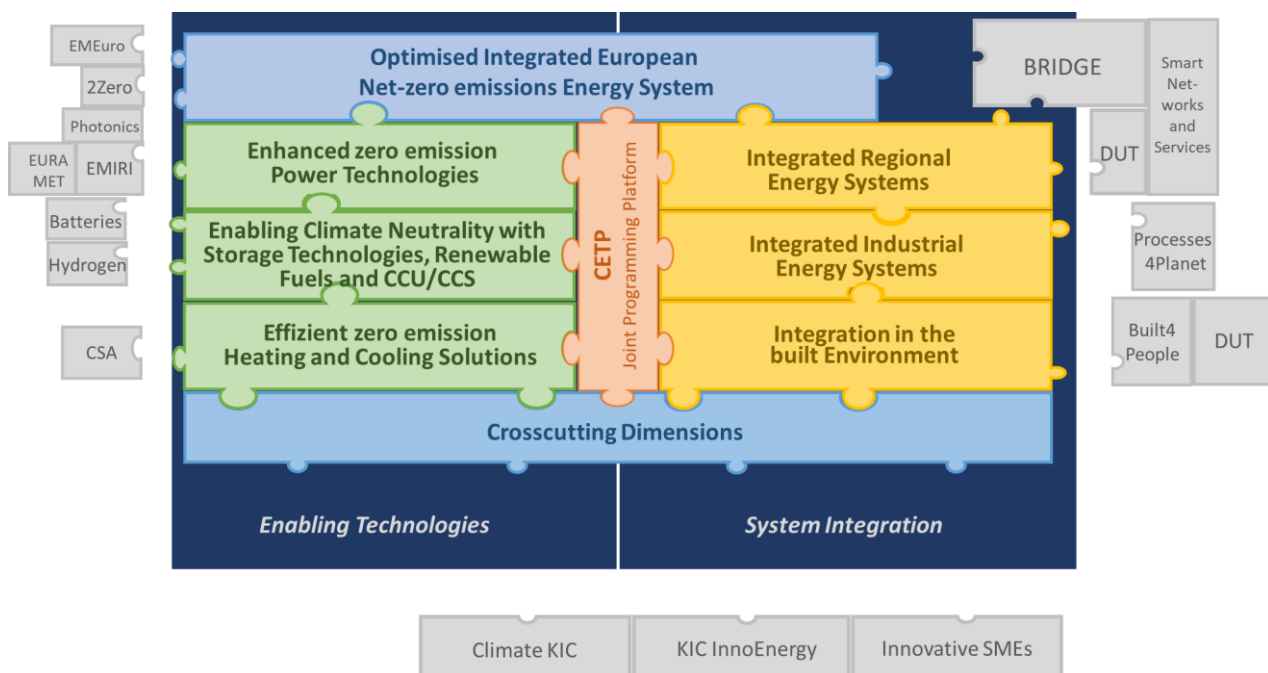 EMEuro
2Zero
Photonics
EURA
MET
EMIRI
Batteries
Hydrogen
CSA
Optimised Integrated European
Net-zero emissions Energy System
Enhanced zero emission
Power Technologies
Enabling Climate Neutrality with
Storage Technologies, Renewable
Fuels and CCU/CCS
Effizient zero emission
Heating and Cooling Solutions
CETP
Joint Programming Platform
Integrated Regional
Energy Systems
Integrated Industrial
Energy Systems
Integration in the
built Environment
Crosscutting Dimensions
Enabling Technologies
System Integration
BRIDGE
Smart
Net-
works
and
Services
DUT
Processes
4Planet
Built4
People
DUT
Climate KIC
KIC InnoEnergy
Innovative SMEs